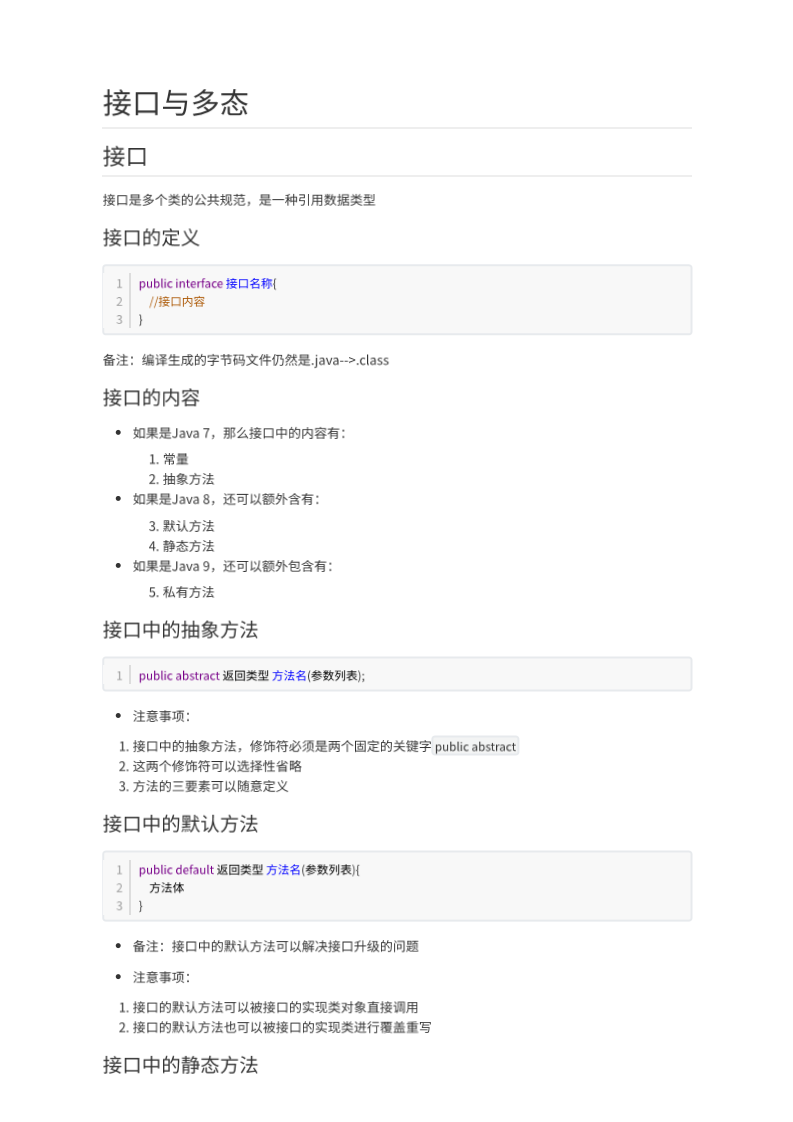 接口与多态
接口
接口是多个类的公共规范，是一种引用数据类型
接口的定义
1 public interface 接口名称{
2 //接口内容
3 }
备注：编译生成的字节码文件仍然是.java-->.class
接口的内容
• 如果是Java 7，那么接口中的内容有：
1. 常量
2. 抽象方法
• 如果是Java 8，还可以额外含有：
3. 默认方法
4. 静态方法
• 如果是Java 9，还可以额外包含有：
5. 私有方法
接口中的抽象方法
1 public abstract 返回类型 方法名(参数列表);
• 注意事项：
1. 接口中的抽象方法，修饰符必须是两个固定的关键字 public abstract
2. 这两个修饰符可以选择性省略
3. 方法的三要素可以随意定义
接口中的默认方法
1 public default 返回类型 方法名(参数列表){
2 方法体
3 }
• 备注：接口中的默认方法可以解决接口升级的问题
• 注意事项：
1. 接口的默认方法可以被接口的实现类对象直接调用
2. 接口的默认方法也可以被接口的实现类进行覆盖重写
接口中的静态方法